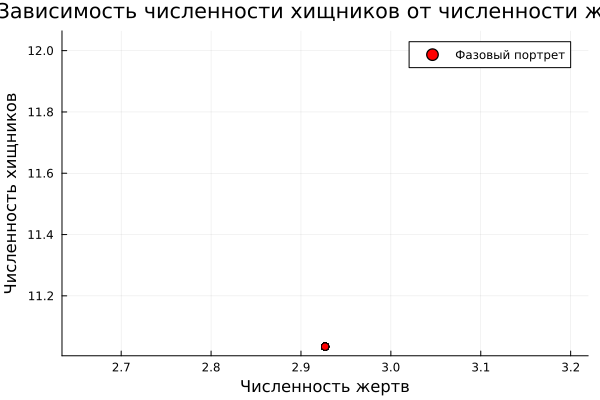 Зависимость численности хищников от численности ж
Фазовый портрет
Численность хищников
12.0
11.8
11.6
11.4
11.2
2.7 2.8 2.9 3.0 3.1 3.2
Численность жертв